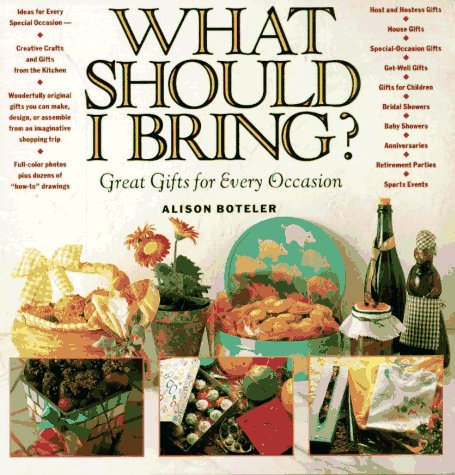 Ideas for Every
Special Occasion —
Creative Crafts
and Gifts
from the Kitchen
Wonderfully original
gifts you can make,
design, or assemble
from an imaginative
shopping trip
Full-color photos
plus dozens of
"how-to" drawings
WHAT
SHOULD
I BRING?
Great Gifts for Every Occasion
ALISON BOTELER
Host and Hostess Gifts
House Gifts
Special-Occasion Gifts
Get-Well Gifts
Gifts for Children
Bridal Showers
Baby Showers
Anniversaries
Retirement Parties
Sports Events